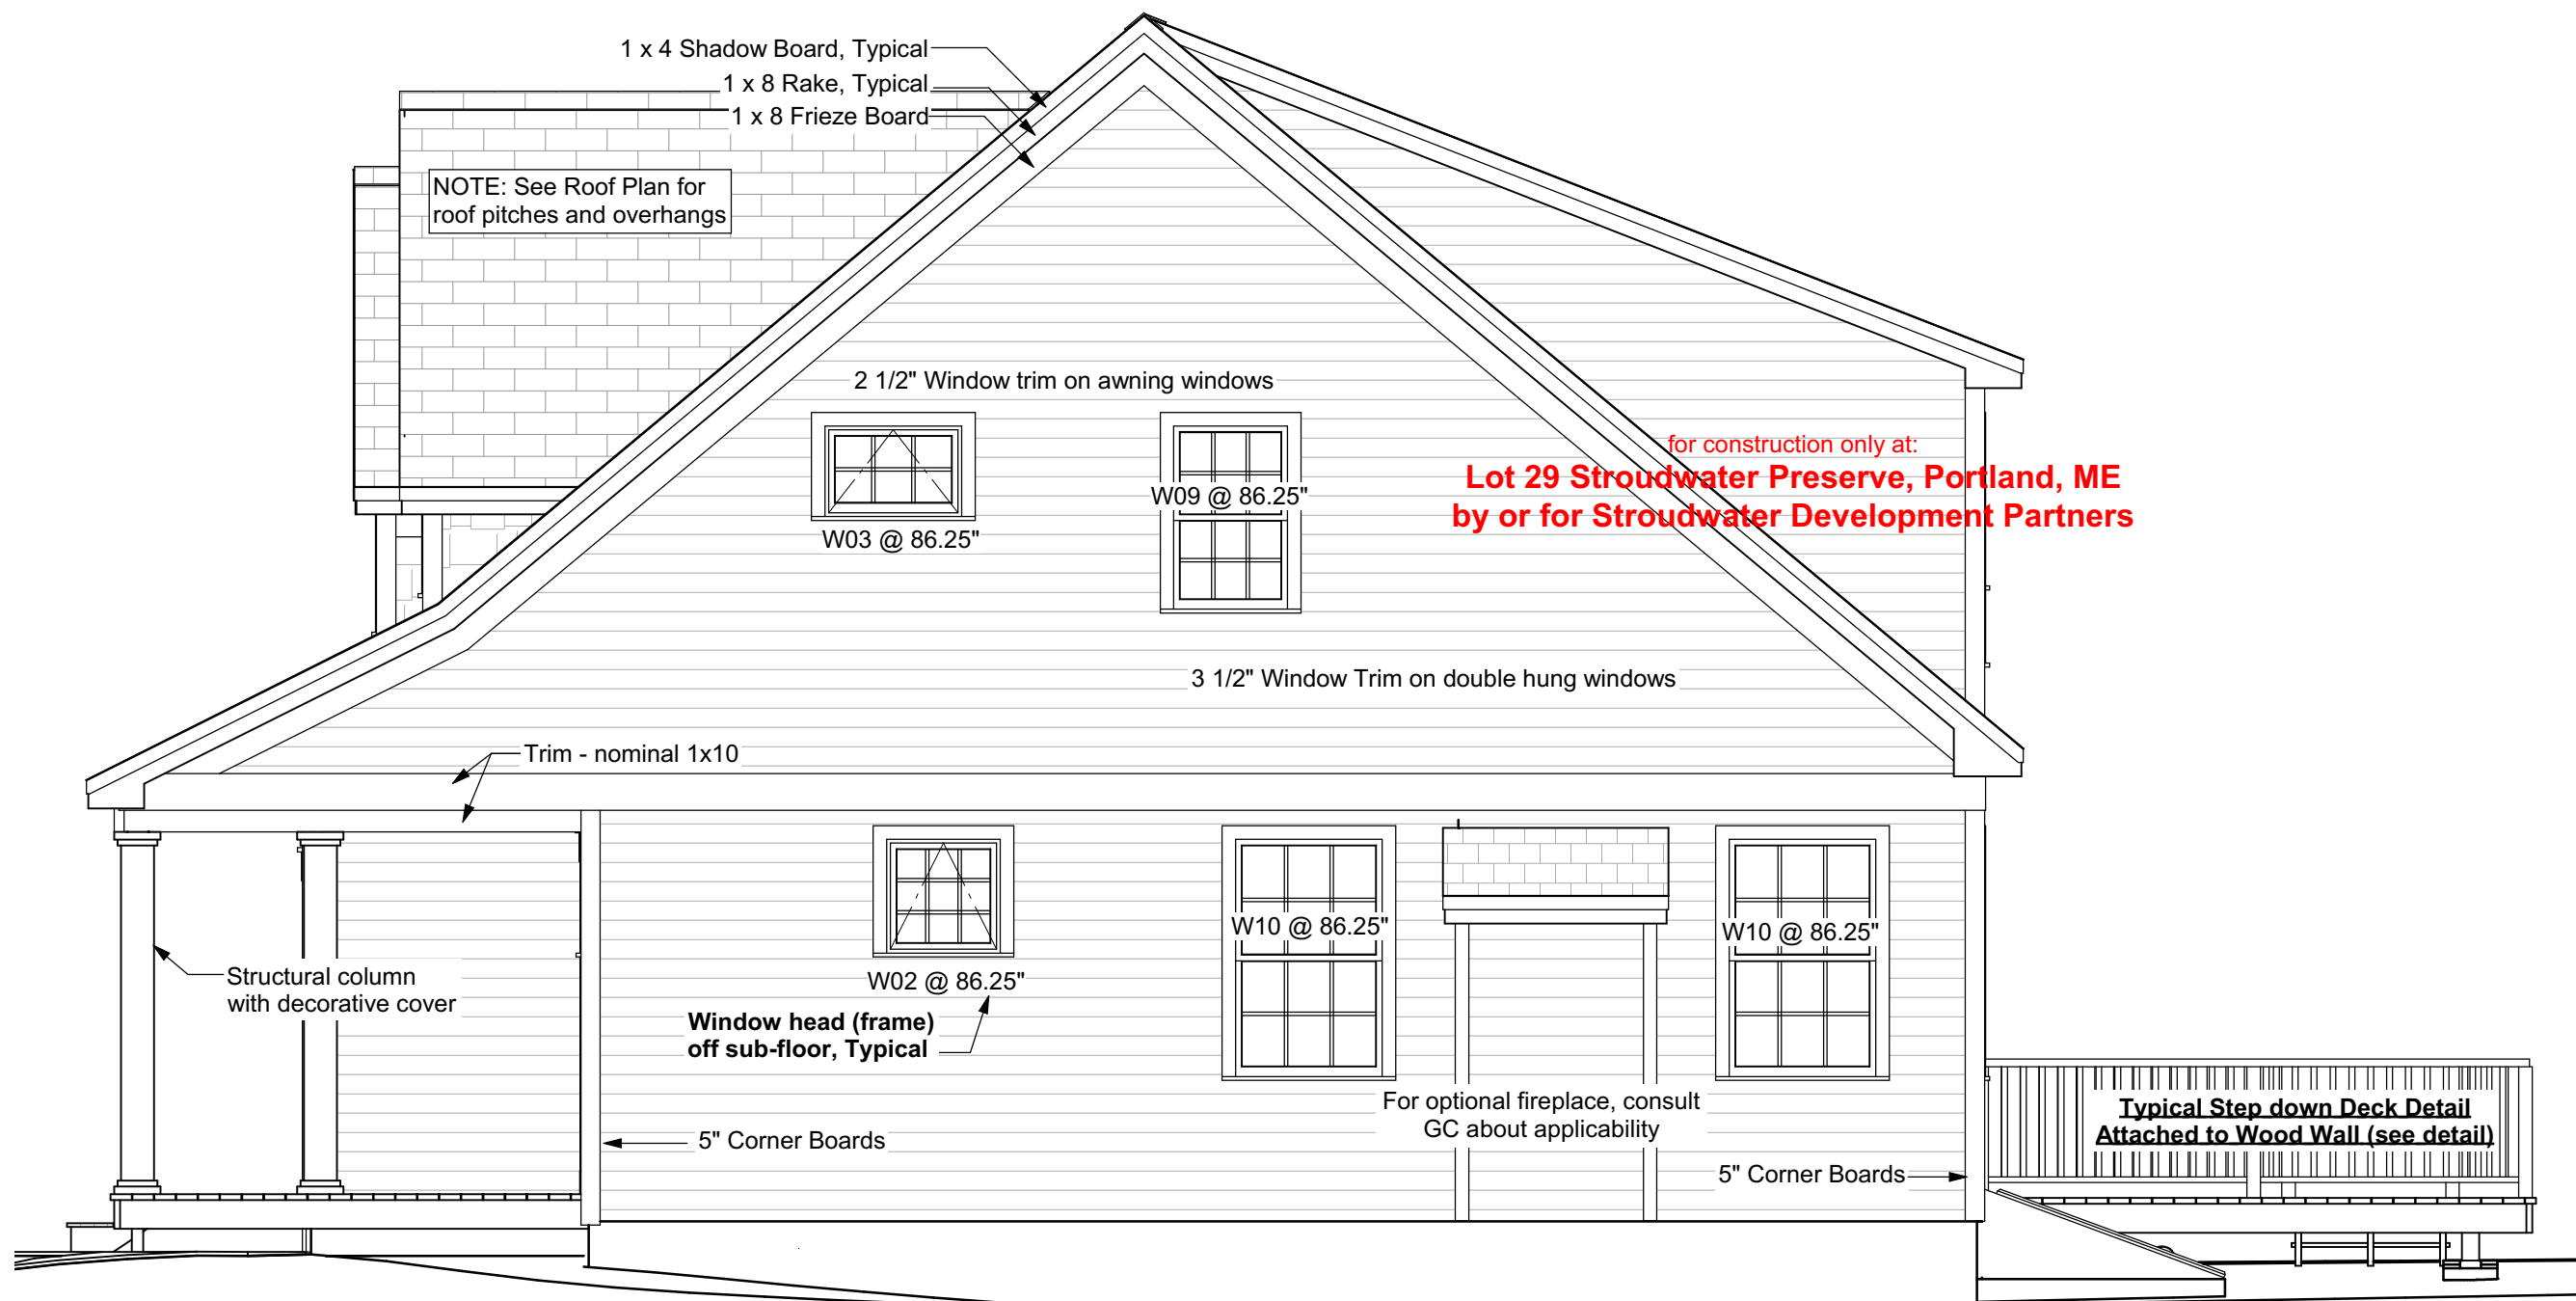 1 x 4 Shadow Board, Typical
1 x 8 Rake, Typical
1 x 8 Frieze Board
NOTE: See Roof Plan for
roof pitches and overhangs
2 1/2" Window trim on awning windows
for construction only at:
Lot 29 Stroudwater Preserve, Portland, ME
by or for Stroudwater Development Partners
W09 @ 86.25"
W03 @ 86.25"
3 1/2" Window Trim on double hung windows
Trim - nominal 1x10
W10 @ 86.25"
W10 @ 86.25"
Structural column
with decorative cover
W02 @ 86.25"
Window head (frame)
off sub-floor, Typical
For optional fireplace, consult
GC about applicability
5" Corner Boards
Typical Step down Deck Detail
Attached to Wood Wall (see detail)
5" Corner Boards